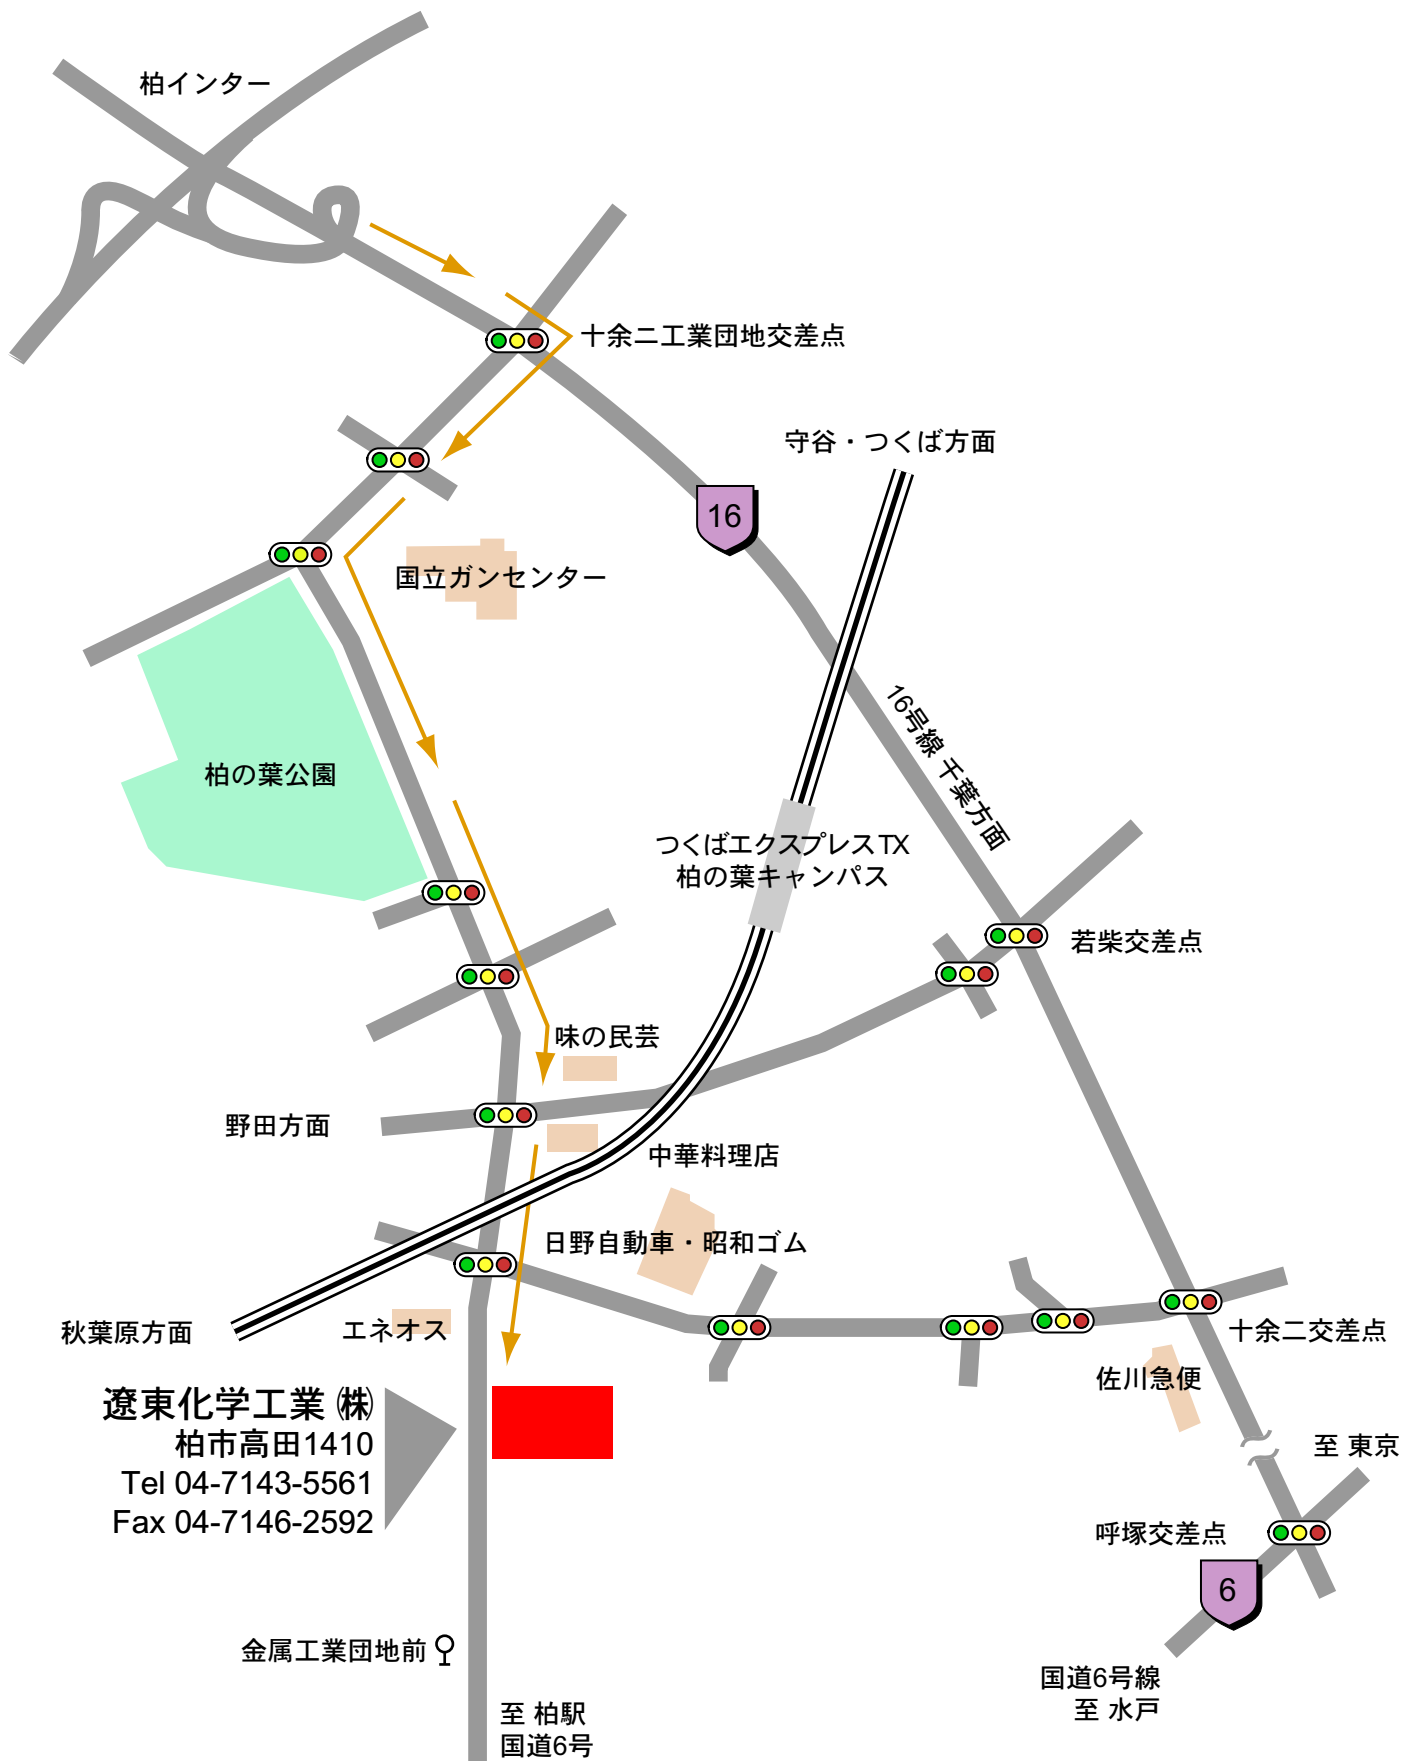 柏インター
十余二工業団地交差点
守谷・つくば方面
16
国立ガンセンター
16号線 千葉方面
柏の葉公園
つくばエクスプレスTX
柏の葉キャンパス
若柴交差点
味の民芸
野田方面
中華料理店
日野自動車・昭和ゴム
秋葉原方面
エネオス
十余二交差点
佐川急便
遼東化学工業 ㈱
柏市高田1410
Tel 04-7143-5561
Fax 04-7146-2592
至 東京
呼塚交差点
6
金属工業団地前
国道6号線
至 水戸
至 柏駅
国道6号